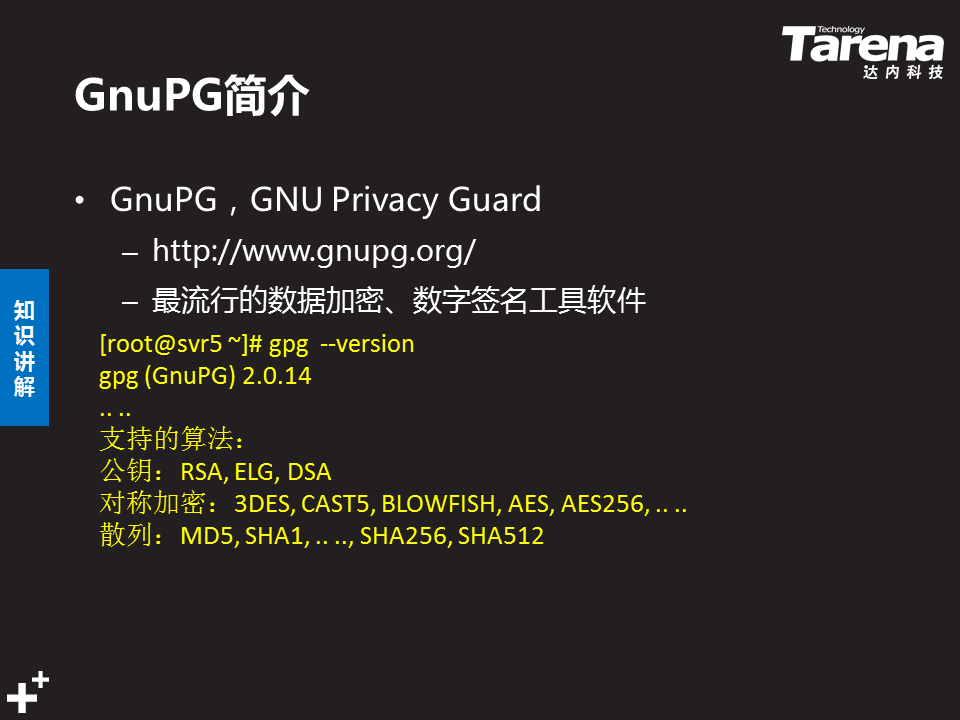 Technology
Tarena
达内科技
GnuPG简介
• GnuPG，GNU Privacy Guard
– http://www.gnupg.org/
– 最流行的数据加密、数字签名工具软件
[root@svr5 ~]# gpg  --version
gpg (GnuPG) 2.0.14
.. ..
支持的算法：
公钥：RSA, ELG, DSA
对称加密：3DES, CAST5, BLOWFISH, AES, AES256, .. ..
散列：MD5, SHA1, .. .., SHA256, SHA512
知识讲解